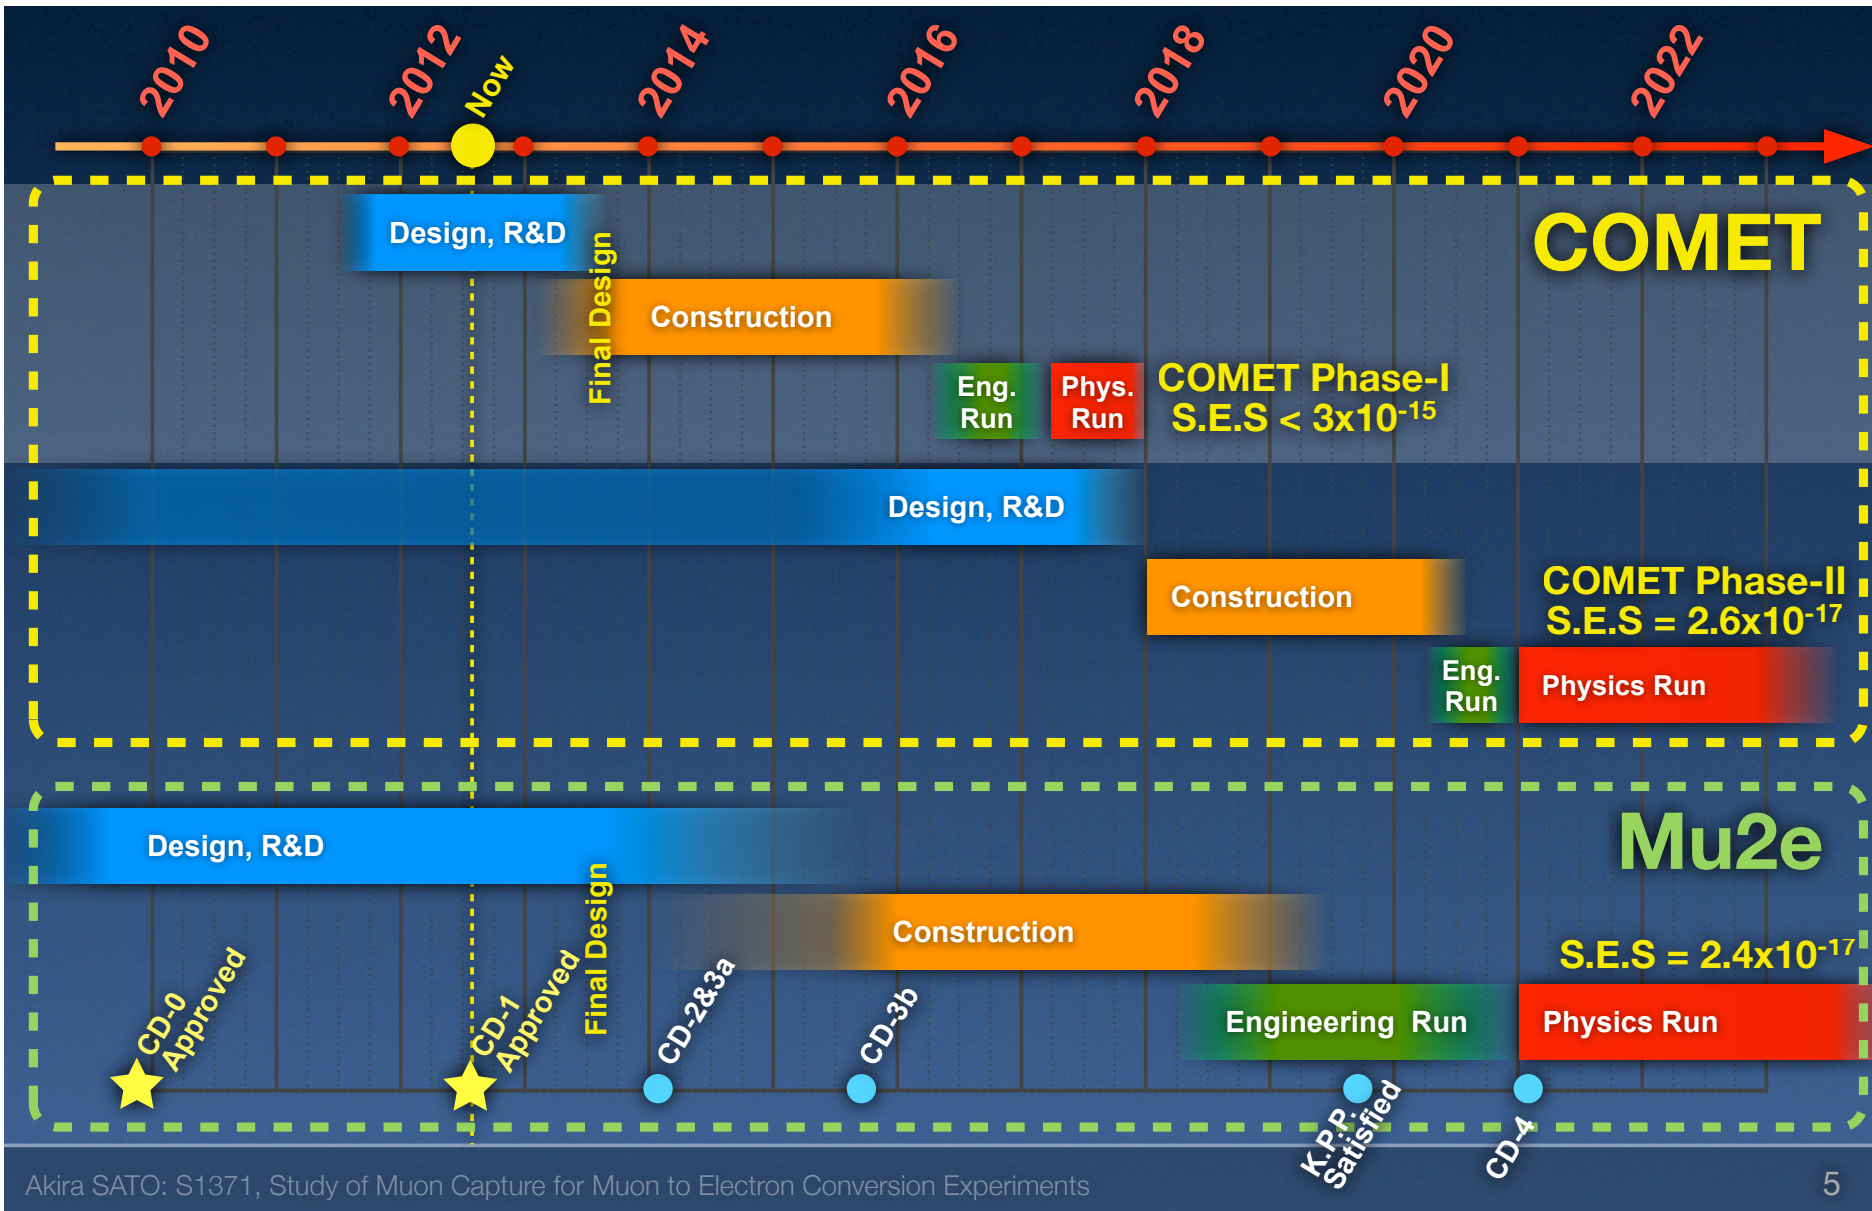 2010
2012
Now
2014
2016
2018
2020
2022
COMET
Design, R&D
Final Design
Construction
Eng.
Run
Phys.
Run
COMET Phase-I
S.E.S < 3x10⁻¹⁵
Design, R&D
Construction
COMET Phase-II
S.E.S = 2.6x10⁻¹⁷
Eng.
Run
Physics Run
Mu2e
Design, R&D
Final Design
Construction
S.E.S = 2.4x10⁻¹⁷
CD-0
Approved
CD-1
Approved
CD-2&3a
CD-3b
Engineering Run
Physics Run
K.P.P.
Satisfied
CD-4
Akira SATO: S1371, Study of Muon Capture for Muon to Electron Conversion Experiments
5